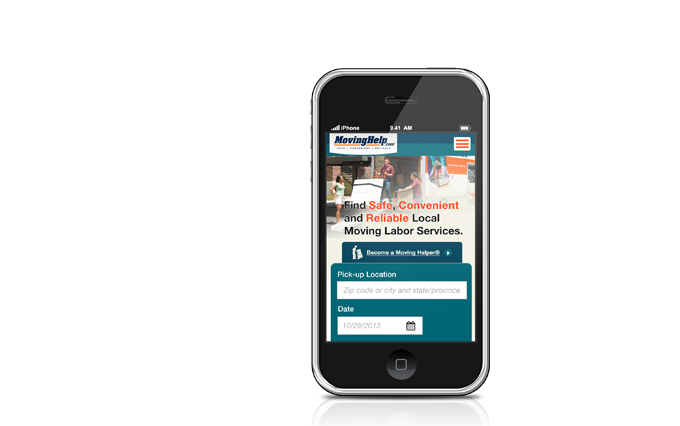 iPhone 9.41 AM
MovingHelp.com
SAFE • CONVENIENT • RELIABLE
Find Safe, Convenient
and Reliable Local
Moving Labor Services.
Become a Moving Helper®
Pick-up Location
Zip code or city and state/province
Date
10/29/2013